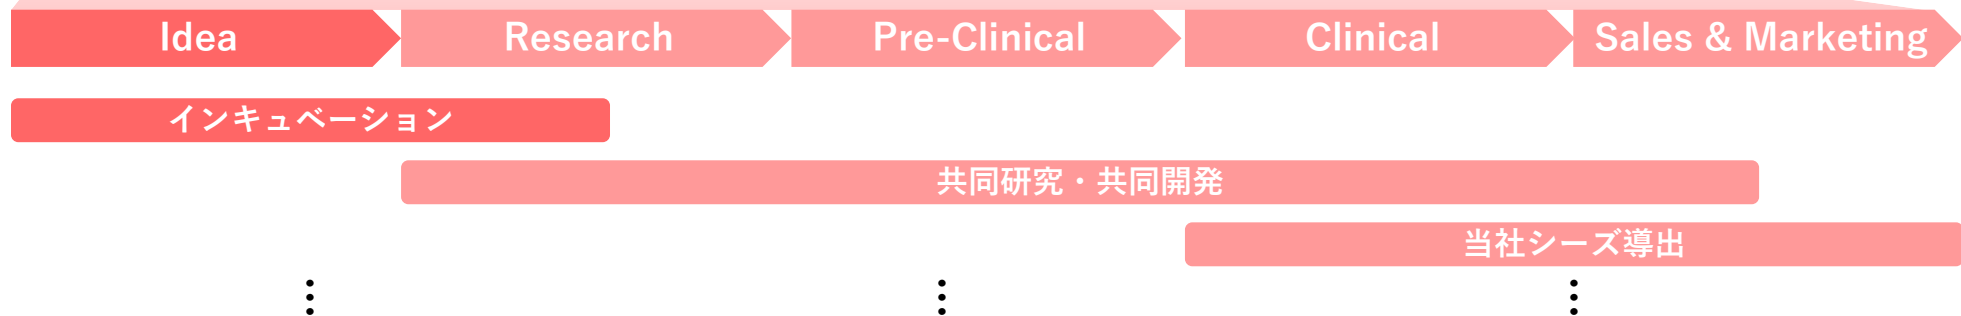 Idea
Research
Pre-Clinical
Clinical
Sales & Marketing
インキュベーション
共同研究・共同開発
当社シーズ導出